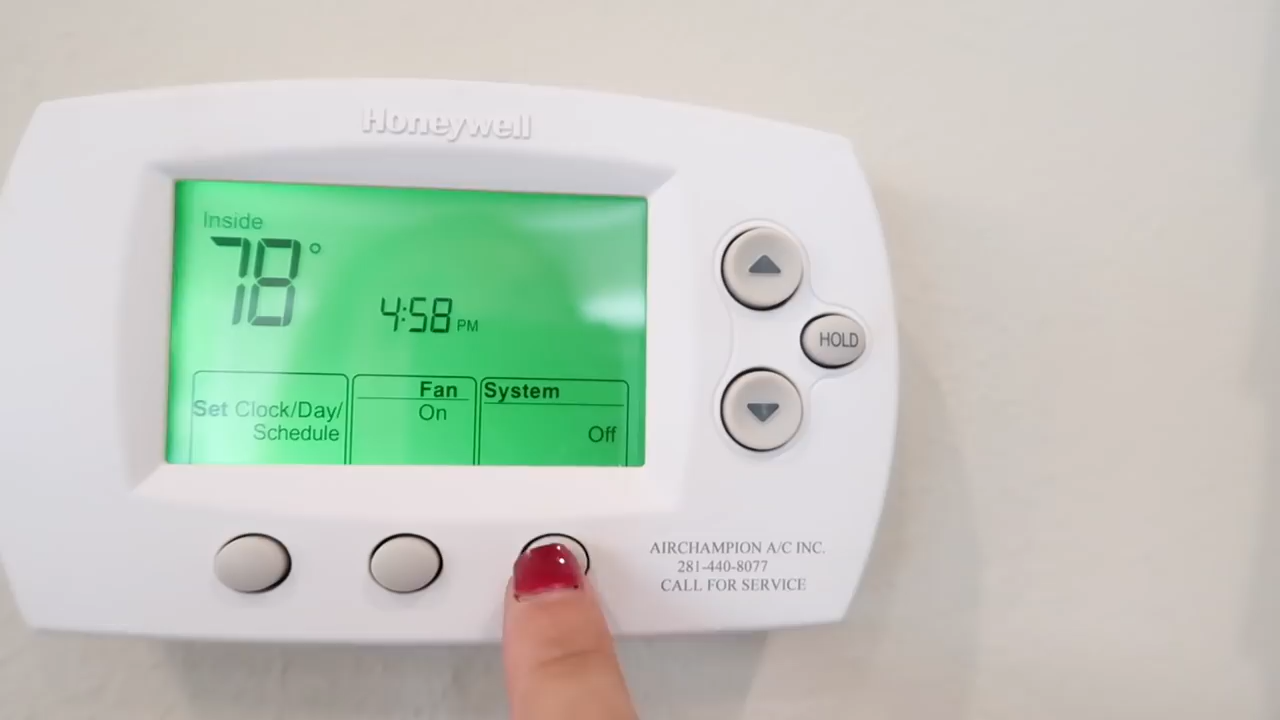 Honeywell
Inside
78°
4:58 PM
Set Clock/Day/
Schedule
Fan
On
System
Off
HOLD
AIRCHAMPION A/C INC.
281-440-8077
CALL FOR SERVICE